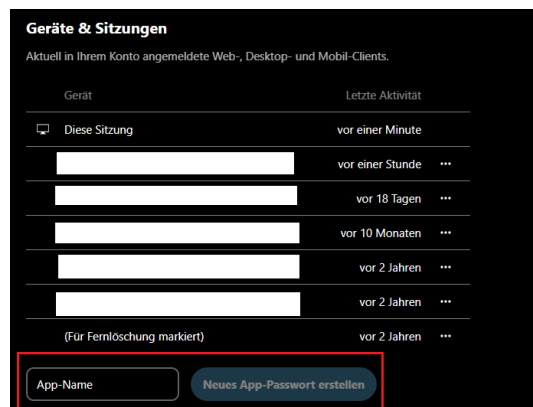 Geräte & Sitzungen
Aktuell in Ihrem Konto angemeldete Web-, Desktop- und Mobil-Clients.
Gerät Letzte Aktivität
Diese Sitzung vor einer Minute
vor einer Stunde ···
vor 18 Tagen ···
vor 10 Monaten ···
vor 2 Jahren ···
vor 2 Jahren ···
(Für Fernlöschung markiert) vor 2 Jahren ···
App-Name Neues App-Passwort erstellen